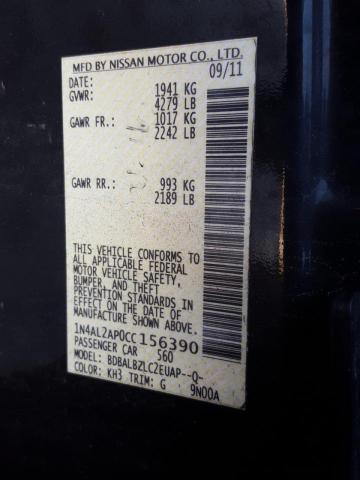 MFD BY NISSAN MOTOR CO., LTD.
DATE: 09/11
GVWR: 1941 KG
4279 LB
GAWR FR.: 1017 KG
2242 LB
GAWR RR.: 993 KG
2189 LB
THIS VEHICLE CONFORMS TO
ALL APPLICABLE FEDERAL
MOTOR VEHICLE SAFETY,
BUMPER, AND THEFT
PREVENTION STANDARDS IN
EFFECT ON THE DATE OF
MANUFACTURE SHOWN ABOVE.
1N4AL2AP0CC156390
PASSENGER CAR 560
MODEL: BDBALBZLC2EUAP--Q-
COLOR: KH3 TRIM: G 9N00A